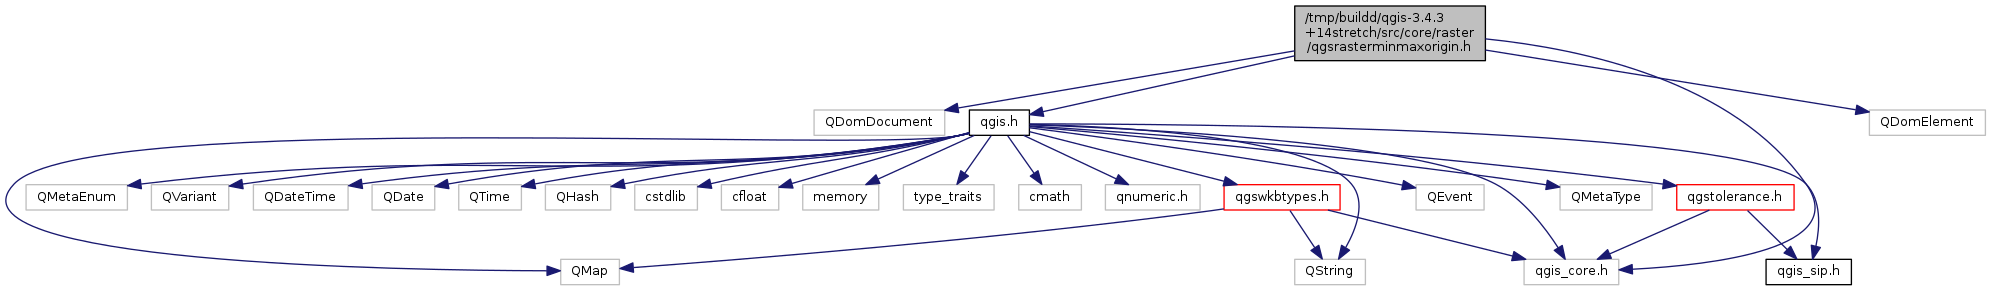 /tmp/buildd/qgis-3.4.3
+14stretch/src/core/raster
/qgsrasterminmaxorigin.h
QDomDocument
qgis.h
QDomElement
QMetaEnum
QVariant
QDateTime
QDate
QTime
QHash
cstdlib
cfloat
memory
type_traits
cmath
qnumeric.h
qgswkbtypes.h
QEvent
QMetaType
qgstolerance.h
QMap
QString
qgis_core.h
qgis_sip.h